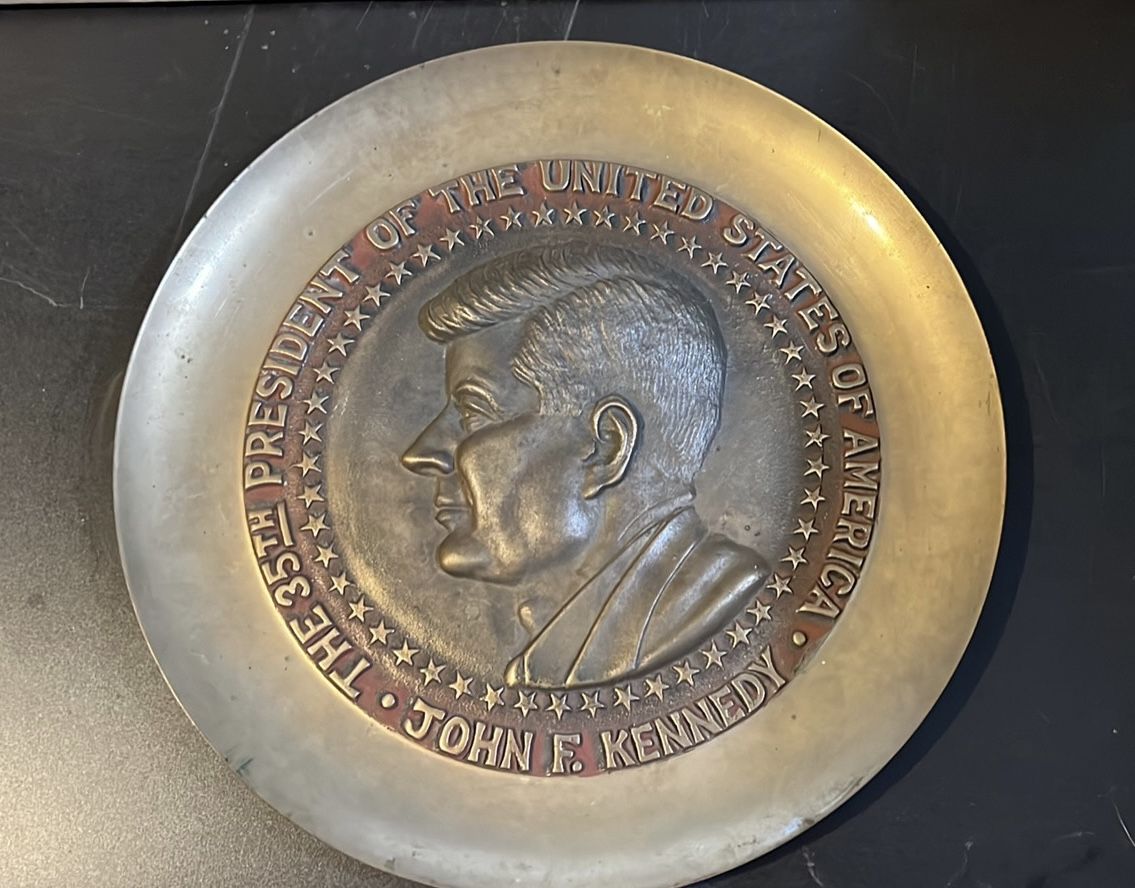 THE 35TH PRESIDENT OF THE UNITED STATES OF AMERICA
• JOHN F. KENNEDY •